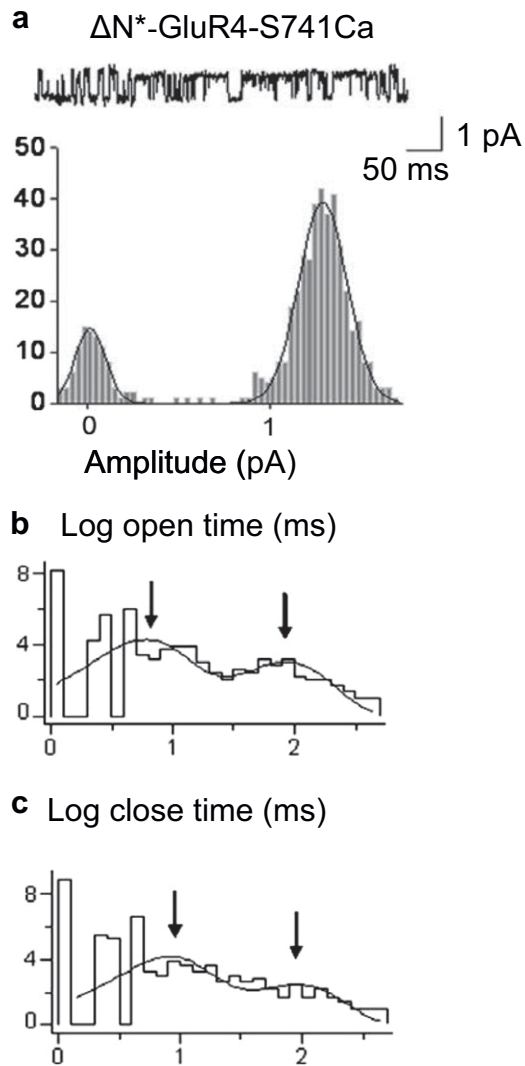 a ΔN*-GluR4-S741Ca
1 pA
50 ms
50
40
30
20
10
0
0 1
Amplitude (pA)
b Log open time (ms)
8
4
0
0 1 2
c Log close time (ms)
8
4
0
0 1 2